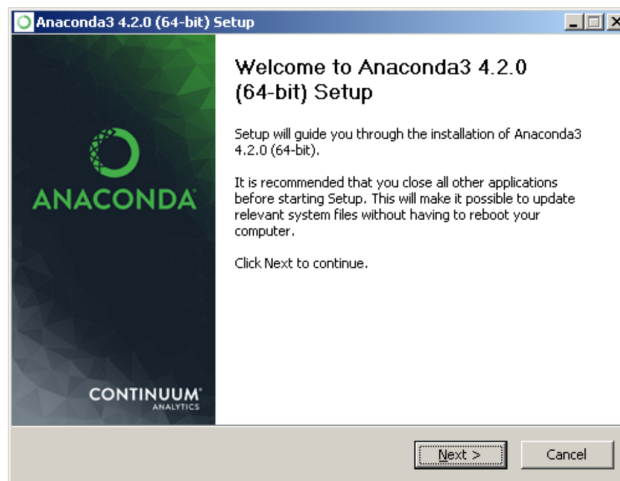 Anaconda3 4.2.0 (64-bit) Setup
Welcome to Anaconda3 4.2.0
(64-bit) Setup
Setup will guide you through the installation of Anaconda3
4.2.0 (64-bit).
It is recommended that you close all other applications
before starting Setup. This will make it possible to update
relevant system files without having to reboot your
computer.
Click Next to continue.
ANACONDA
CONTINUUM
ANALYTICS
Next >
Cancel